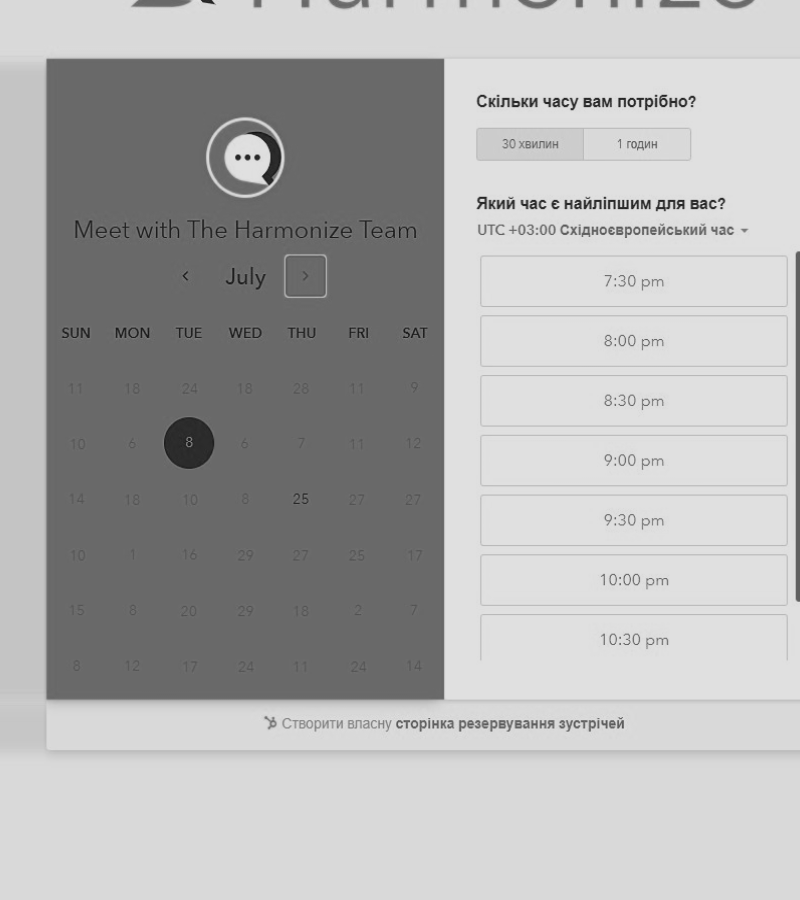 Harmonize
Meet with The Harmonize Team
July
SUN MON TUE WED THU FRI SAT
11 18 24 18 28 11 9
10 6 8 6 7 11 12
14 18 10 8 25 27 27
10 1 16 29 27 25 17
15 8 20 29 18 2 7
8 12 17 24 11 24 14
Скільки часу вам потрібно?
30 хвилин 1 годин
Який час є найліпшим для вас?
UTC +03:00 Східноєвропейський час
7:30 pm
8:00 pm
8:30 pm
9:00 pm
9:30 pm
10:00 pm
10:30 pm
Створити власну сторінка резервування зустрічей